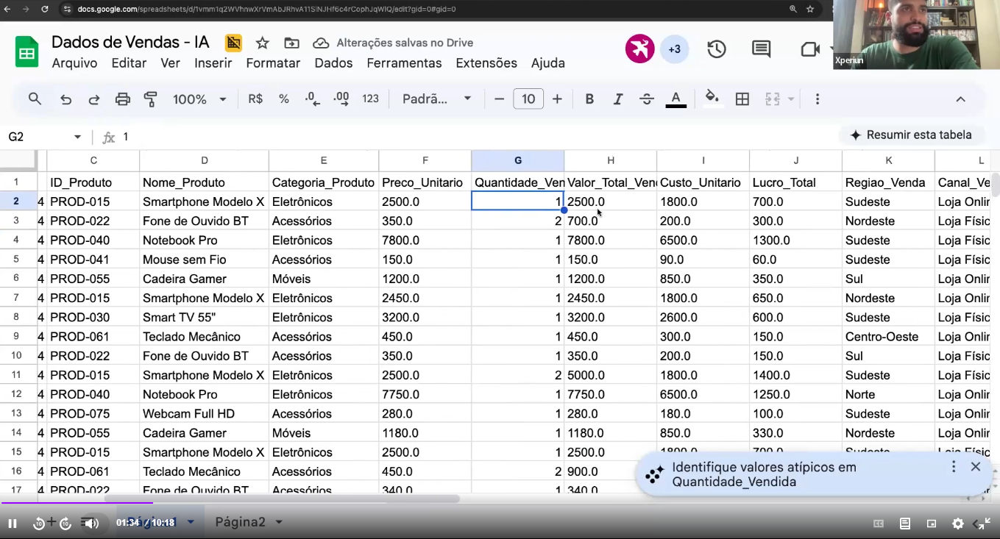 docs.google.com/spreadsheets/d/1vmm1q2WVhnwXrVmAbJRhvA11SlNJHf6c4rCophJqWIQ/edit?gid=0#gid=0
Dados de Vendas - IA
Alterações salvas no Drive
+3
Xperiun
Arquivo Editar Ver Inserir Formatar Dados Ferramentas Extensões Ajuda
100% R$ % .0 .00 123 Padrã... 10 B I S A
G2 fx 1 Resumir esta tabela
C D E F G H I J K L
1 ID_Produto Nome_Produto Categoria_Produto Preco_Unitario Quantidade_Ven Valor_Total_Vend Custo_Unitario Lucro_Total Regiao_Venda Canal_Ve
2 4 PROD-015 Smartphone Modelo X Eletrônicos 2500.0 1 2500.0 1800.0 700.0 Sudeste Loja Onlin
3 4 PROD-022 Fone de Ouvido BT Acessórios 350.0 2 700.0 200.0 300.0 Nordeste Loja Físic
4 4 PROD-040 Notebook Pro Eletrônicos 7800.0 1 7800.0 6500.0 1300.0 Sudeste Loja Físic
5 4 PROD-041 Mouse sem Fio Acessórios 150.0 1 150.0 90.0 60.0 Sudeste Loja Físic
6 4 PROD-055 Cadeira Gamer Móveis 1200.0 1 1200.0 850.0 350.0 Sul Loja Onlin
7 4 PROD-015 Smartphone Modelo X Eletrônicos 2450.0 1 2450.0 1800.0 650.0 Nordeste Loja Onlin
8 4 PROD-030 Smart TV 55" Eletrônicos 3200.0 1 3200.0 2600.0 600.0 Sudeste Loja Físic
9 4 PROD-061 Teclado Mecânico Acessórios 450.0 1 450.0 300.0 150.0 Centro-Oeste Loja Onlin
10 4 PROD-022 Fone de Ouvido BT Acessórios 350.0 1 350.0 200.0 150.0 Sul Loja Físic
11 4 PROD-015 Smartphone Modelo X Eletrônicos 2500.0 2 5000.0 1800.0 1400.0 Sudeste Loja Físic
12 4 PROD-040 Notebook Pro Eletrônicos 7750.0 1 7750.0 6500.0 1250.0 Norte Loja Onlin
13 4 PROD-075 Webcam Full HD Acessórios 280.0 1 280.0 180.0 100.0 Sudeste Loja Onlin
14 4 PROD-055 Cadeira Gamer Móveis 1180.0 1 1180.0 850.0 330.0 Nordeste Loja Onlin
15 4 PROD-015 Smartphone Modelo X Eletrônicos 2500.0 1 2500.0 1800.0 700.0 Sudeste Loja Físic
16 4 PROD-061 Teclado Mecânico Acessórios 450.0 2 900.0
17 4 PROD-022 Fone de Ouvido BT Acessórios 340.0 1 340.0
Identifique valores atípicos em
Quantidade_Vendida
01:34 / 10:18 Página2